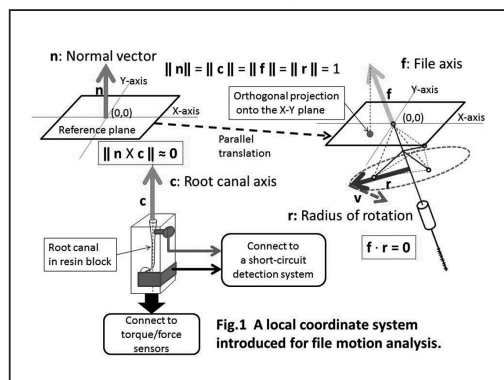 n: Normal vector
Y-axis
n
(0,0)
X-axis
Reference plane
‖ n‖ = ‖ c ‖ = ‖ f ‖ = ‖ r ‖ = 1
Orthogonal projection
onto the X-Y plane
Parallel
translation
f: File axis
Y-axis
f
(0,0)
X-axis
‖ n X c ‖ ≈ 0
c: Root canal axis
c
v
r
r: Radius of rotation
f · r = 0
Root canal
in resin block
Connect to
a short-circuit
detection system
Connect to
torque/force
sensors
Fig.1 A local coordinate system
introduced for file motion analysis.